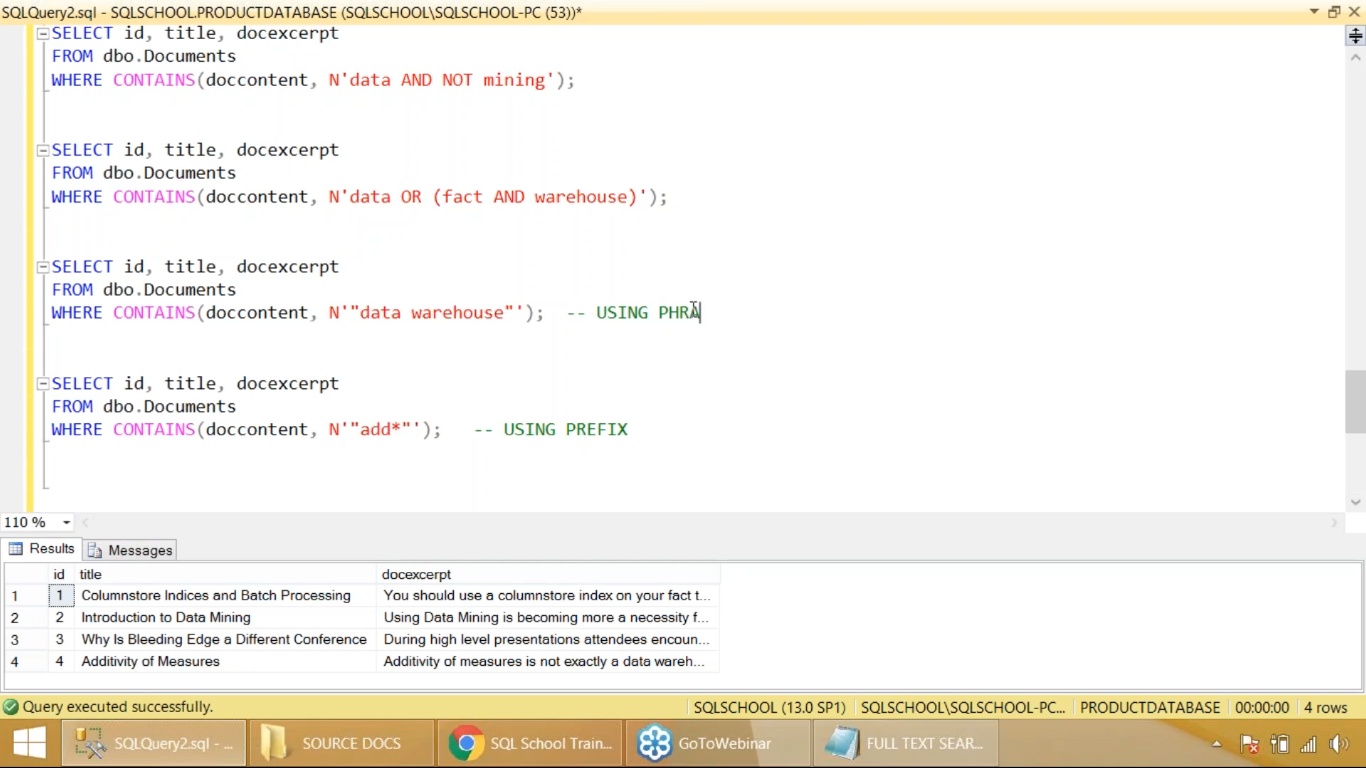 SQLQuery2.sql - SQLSCHOOL.PRODUCTDATABASE (SQLSCHOOL\SQLSCHOOL-PC (53))*
SELECT id, title, docexcerpt
FROM dbo.Documents
WHERE CONTAINS(doccontent, N'data AND NOT mining');
SELECT id, title, docexcerpt
FROM dbo.Documents
WHERE CONTAINS(doccontent, N'data OR (fact AND warehouse)');
SELECT id, title, docexcerpt
FROM dbo.Documents
WHERE CONTAINS(doccontent, N'"data warehouse"');  -- USING PHRA
SELECT id, title, docexcerpt
FROM dbo.Documents
WHERE CONTAINS(doccontent, N'"add*"');   -- USING PREFIX
110 %
Results Messages
id title docexcerpt
1 1 Columnstore Indices and Batch Processing You should use a columnstore index on your fact t...
2 2 Introduction to Data Mining Using Data Mining is becoming more a necessity f...
3 3 Why Is Bleeding Edge a Different Conference During high level presentations attendees encoun...
4 4 Additivity of Measures Additivity of measures is not exactly a data wareh...
Query executed successfully. SQLSCHOOL (13.0 SP1) SQLSCHOOL\SQLSCHOOL-PC... PRODUCTDATABASE 00:00:00 4 rows
SQLQuery2.sql - ... SOURCE DOCS SQL School Train... GoToWebinar FULL TEXT SEAR...